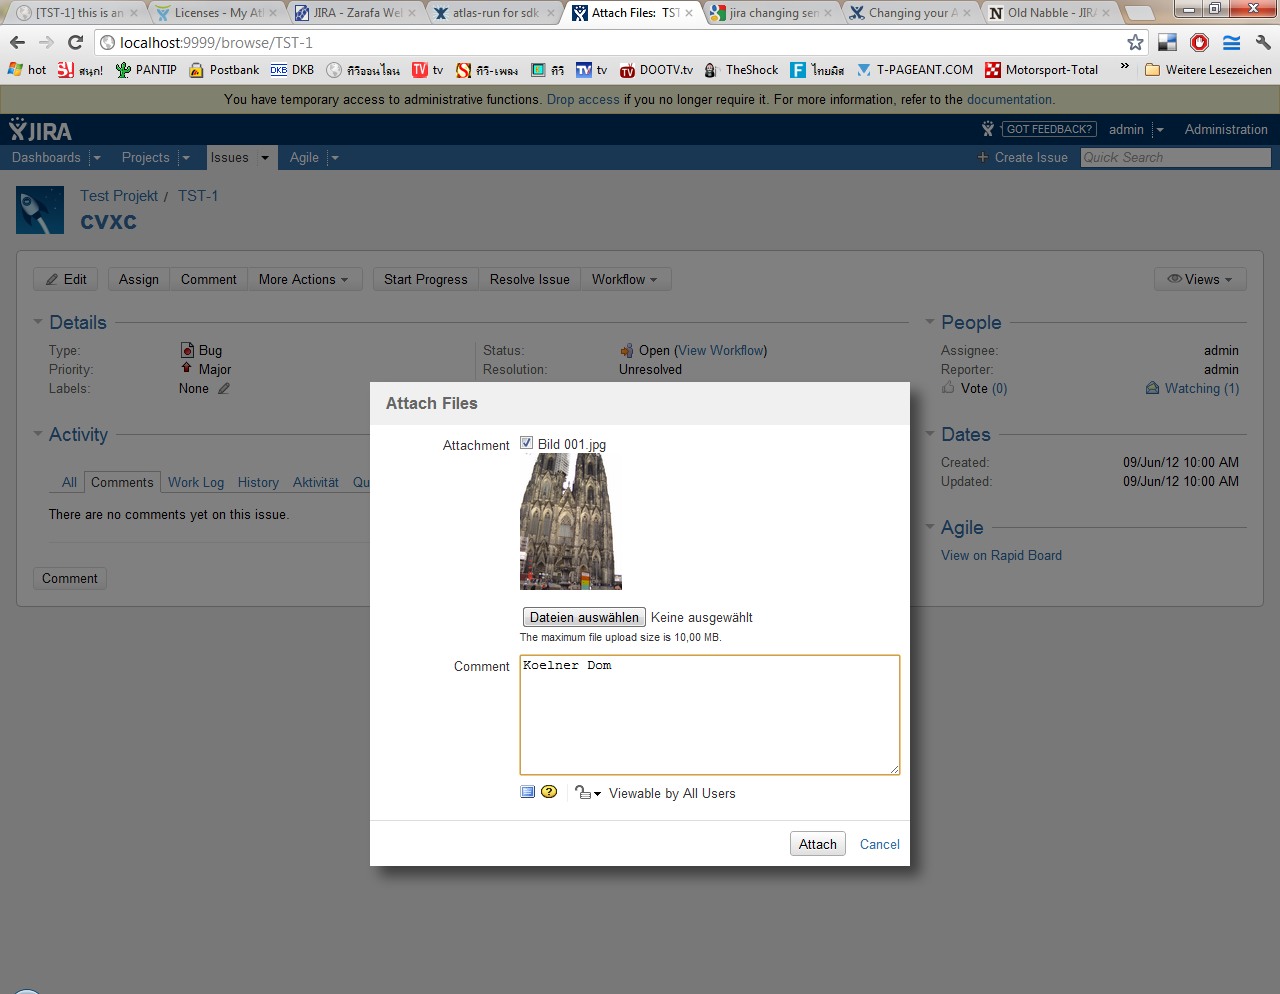 [TST-1] this is an
Licenses - My Atl
JIRA - Zarafa Wel
atlas-run for sdk
Attach Files: TST
jira changing sen
Changing your A
Old Nabble - JIRA
localhost:9999/browse/TST-1
hot สนุก! PANTIP Postbank DKB DKB ทีวีออนไลน tv ทีวี-เพลง ทีวี tv DOOTV.tv TheShock ไทยมิส T-PAGEANT.COM Motorsport-Total » Weitere Lesezeichen
You have temporary access to administrative functions. Drop access if you no longer require it. For more information, refer to the documentation.
JIRA GOT FEEDBACK? admin Administration
Dashboards Projects Issues Agile + Create Issue Quick Search
Test Projekt / TST-1
cvxc
Edit Assign Comment More Actions Start Progress Resolve Issue Workflow Views
Details
Type: Bug
Priority: Major
Labels: None
Status: Open (View Workflow)
Resolution: Unresolved
People
Assignee: admin
Reporter: admin
Vote (0) Watching (1)
Attach Files
Attachment Bild 001.jpg
Dateien auswählen Keine ausgewählt
The maximum file upload size is 10,00 MB.
Comment Koelner Dom
Viewable by All Users
Attach Cancel
Activity
All Comments Work Log History Aktivität Qu
There are no comments yet on this issue.
Comment
Dates
Created: 09/Jun/12 10:00 AM
Updated: 09/Jun/12 10:00 AM
Agile
View on Rapid Board